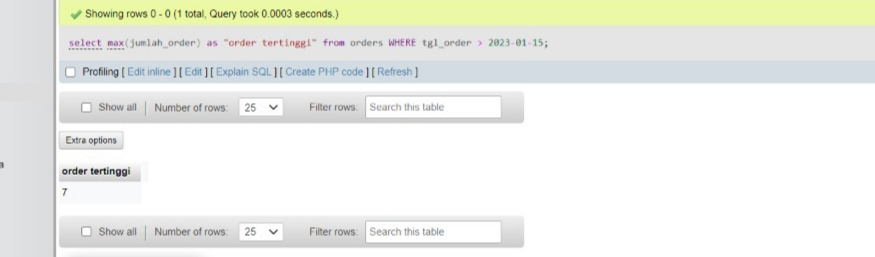 Showing rows 0 - 0 (1 total, Query took 0.0003 seconds.)
select max(jumlah_order) as "order tertinggi" from orders WHERE tgl_order > 2023-01-15;
Profiling [ Edit inline ] [ Edit ] [ Explain SQL ] [ Create PHP code ] [ Refresh ]
Show all | Number of rows: 25 Filter rows: Search this table
Extra options
a
order tertinggi
7
Show all | Number of rows: 25 Filter rows: Search this table